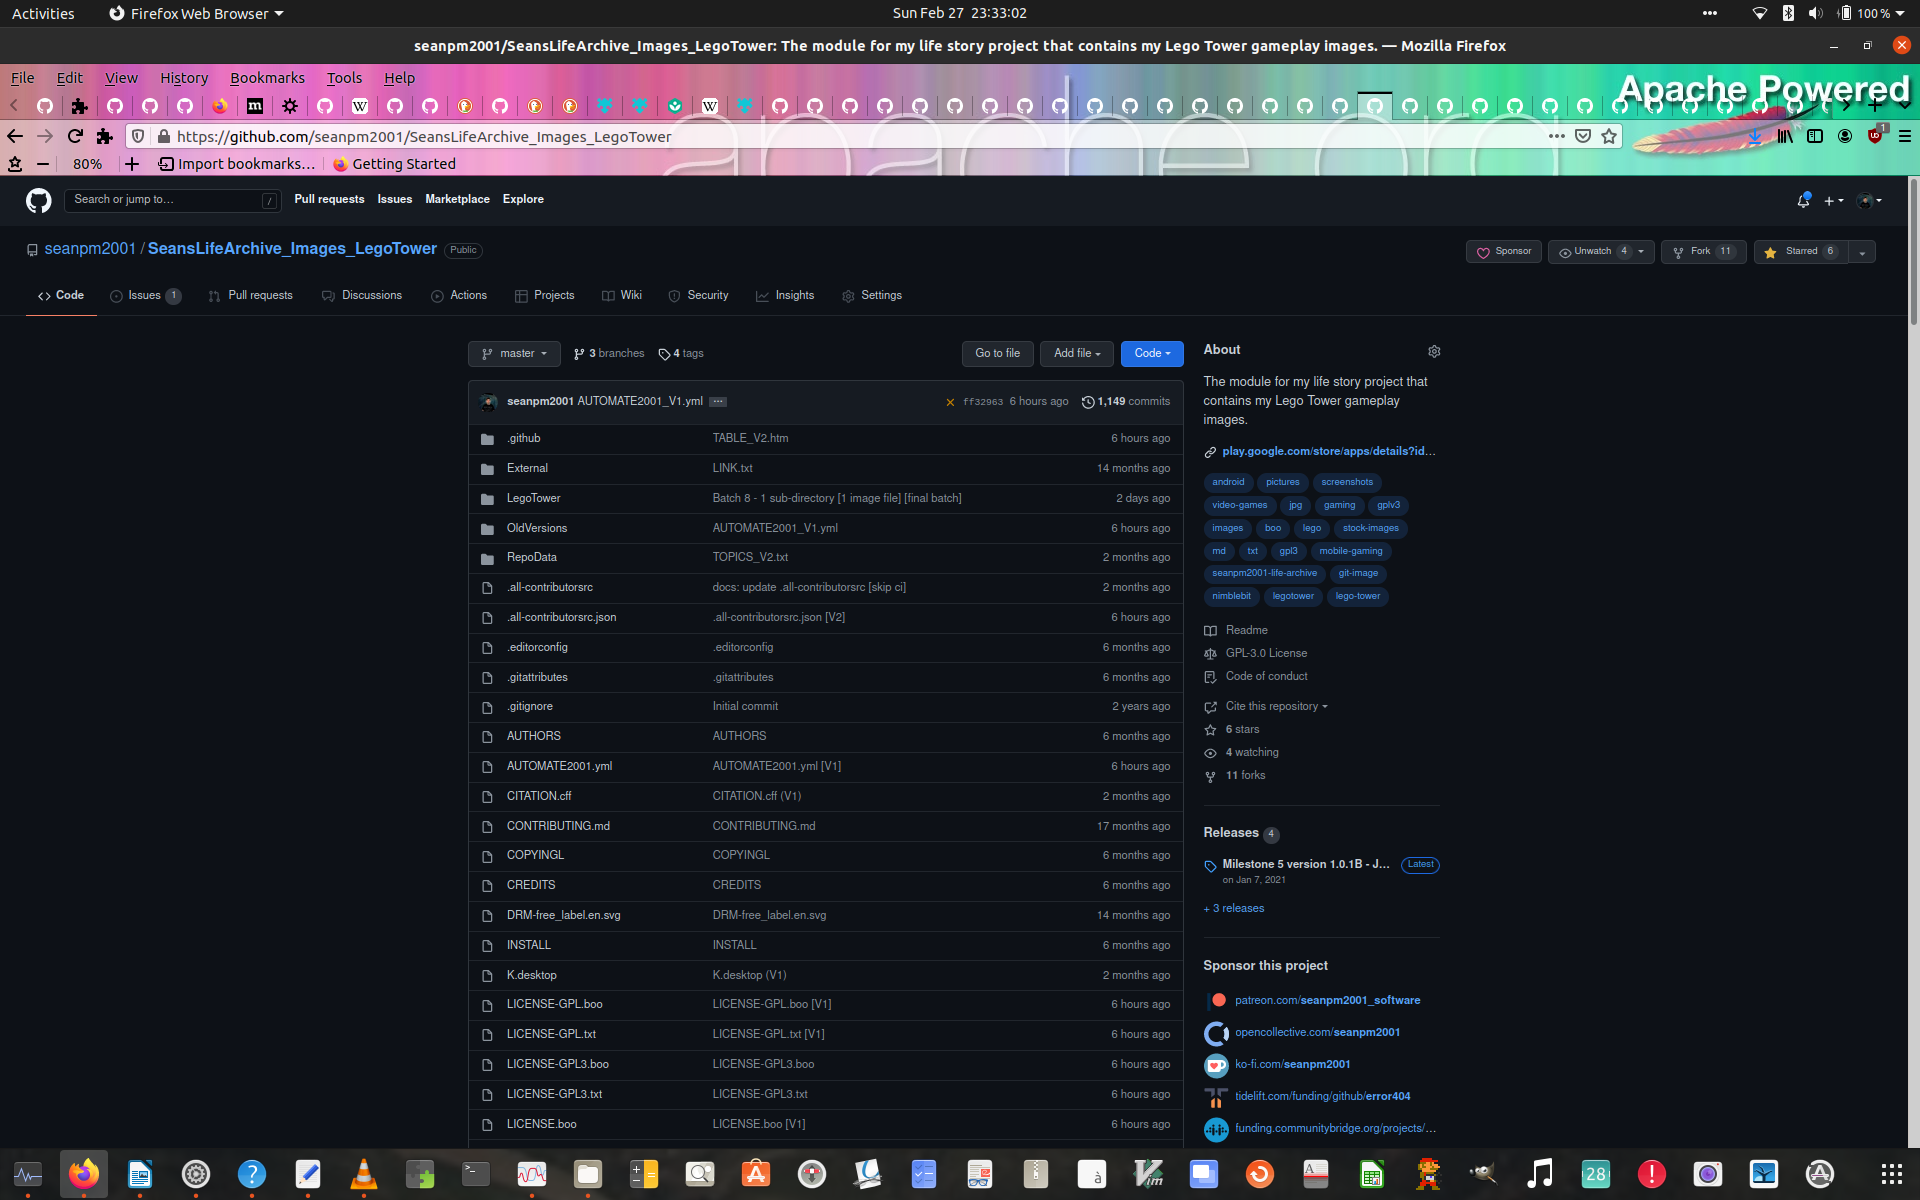 Activities
Firefox Web Browser
Sun Feb 27 23:33:02
100 %
seanpm2001/SeansLifeArchive_Images_LegoTower: The module for my life story project that contains my Lego Tower gameplay images. — Mozilla Firefox
File Edit View History Bookmarks Tools Help
Apache Powered
https://github.com/seanpm2001/SeansLifeArchive_Images_LegoTower
80% Import bookmarks… Getting Started
Search or jump to… /
Pull requests Issues Marketplace Explore
seanpm2001 / SeansLifeArchive_Images_LegoTower Public
Sponsor Unwatch 4 Fork 11 Starred 6
Code Issues 1 Pull requests Discussions Actions Projects Wiki Security Insights Settings
master 3 branches 4 tags Go to file Add file Code
seanpm2001 AUTOMATE2001_V1.yml ... ff32963 6 hours ago 1,149 commits
.github TABLE_V2.htm 6 hours ago
External LINK.txt 14 months ago
LegoTower Batch 8 - 1 sub-directory [1 image file] [final batch] 2 days ago
OldVersions AUTOMATE2001_V1.yml 6 hours ago
RepoData TOPICS_V2.txt 2 months ago
.all-contributorsrc docs: update .all-contributorsrc [skip ci] 2 months ago
.all-contributorsrc.json .all-contributorsrc.json [V2] 6 hours ago
.editorconfig .editorconfig 6 months ago
.gitattributes .gitattributes 6 months ago
.gitignore Initial commit 2 years ago
AUTHORS AUTHORS 6 months ago
AUTOMATE2001.yml AUTOMATE2001.yml [V1] 6 hours ago
CITATION.cff CITATION.cff (V1) 2 months ago
CONTRIBUTING.md CONTRIBUTING.md 17 months ago
COPYINGL COPYINGL 6 months ago
CREDITS CREDITS 6 months ago
DRM-free_label.en.svg DRM-free_label.en.svg 14 months ago
INSTALL INSTALL 6 months ago
K.desktop K.desktop (V1) 2 months ago
LICENSE-GPL.boo LICENSE-GPL.boo [V1] 6 hours ago
LICENSE-GPL.txt LICENSE-GPL.txt [V1] 6 hours ago
LICENSE-GPL3.boo LICENSE-GPL3.boo 6 hours ago
LICENSE-GPL3.txt LICENSE-GPL3.txt 6 hours ago
LICENSE.boo LICENSE.boo [V1] 6 hours ago
About
The module for my life story project that
contains my Lego Tower gameplay
images.
play.google.com/store/apps/details?id…
android pictures screenshots
video-games jpg gaming gplv3
images boo lego stock-images
md txt gpl3 mobile-gaming
seanpm2001-life-archive git-image
nimblebit legotower lego-tower
Readme
GPL-3.0 License
Code of conduct
Cite this repository
6 stars
4 watching
11 forks
Releases 4
Milestone 5 version 1.0.1B - J… Latest
on Jan 7, 2021
+ 3 releases
Sponsor this project
patreon.com/seanpm2001_software
opencollective.com/seanpm2001
ko-fi.com/seanpm2001
tidelift.com/funding/github/error404
funding.communitybridge.org/projects/…
28